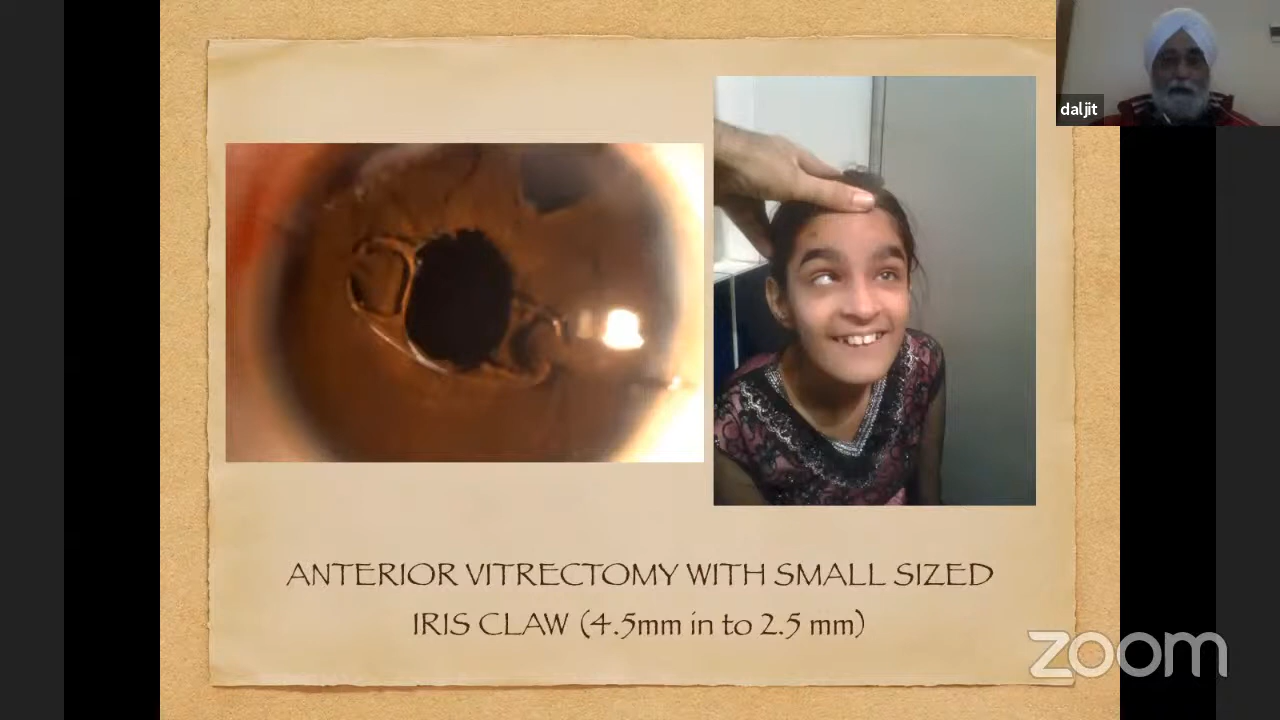 daljit
ANTERIOR VITRECTOMY WITH SMALL SIZED
IRIS CLAW (4.5mm in to 2.5 mm)
zoom